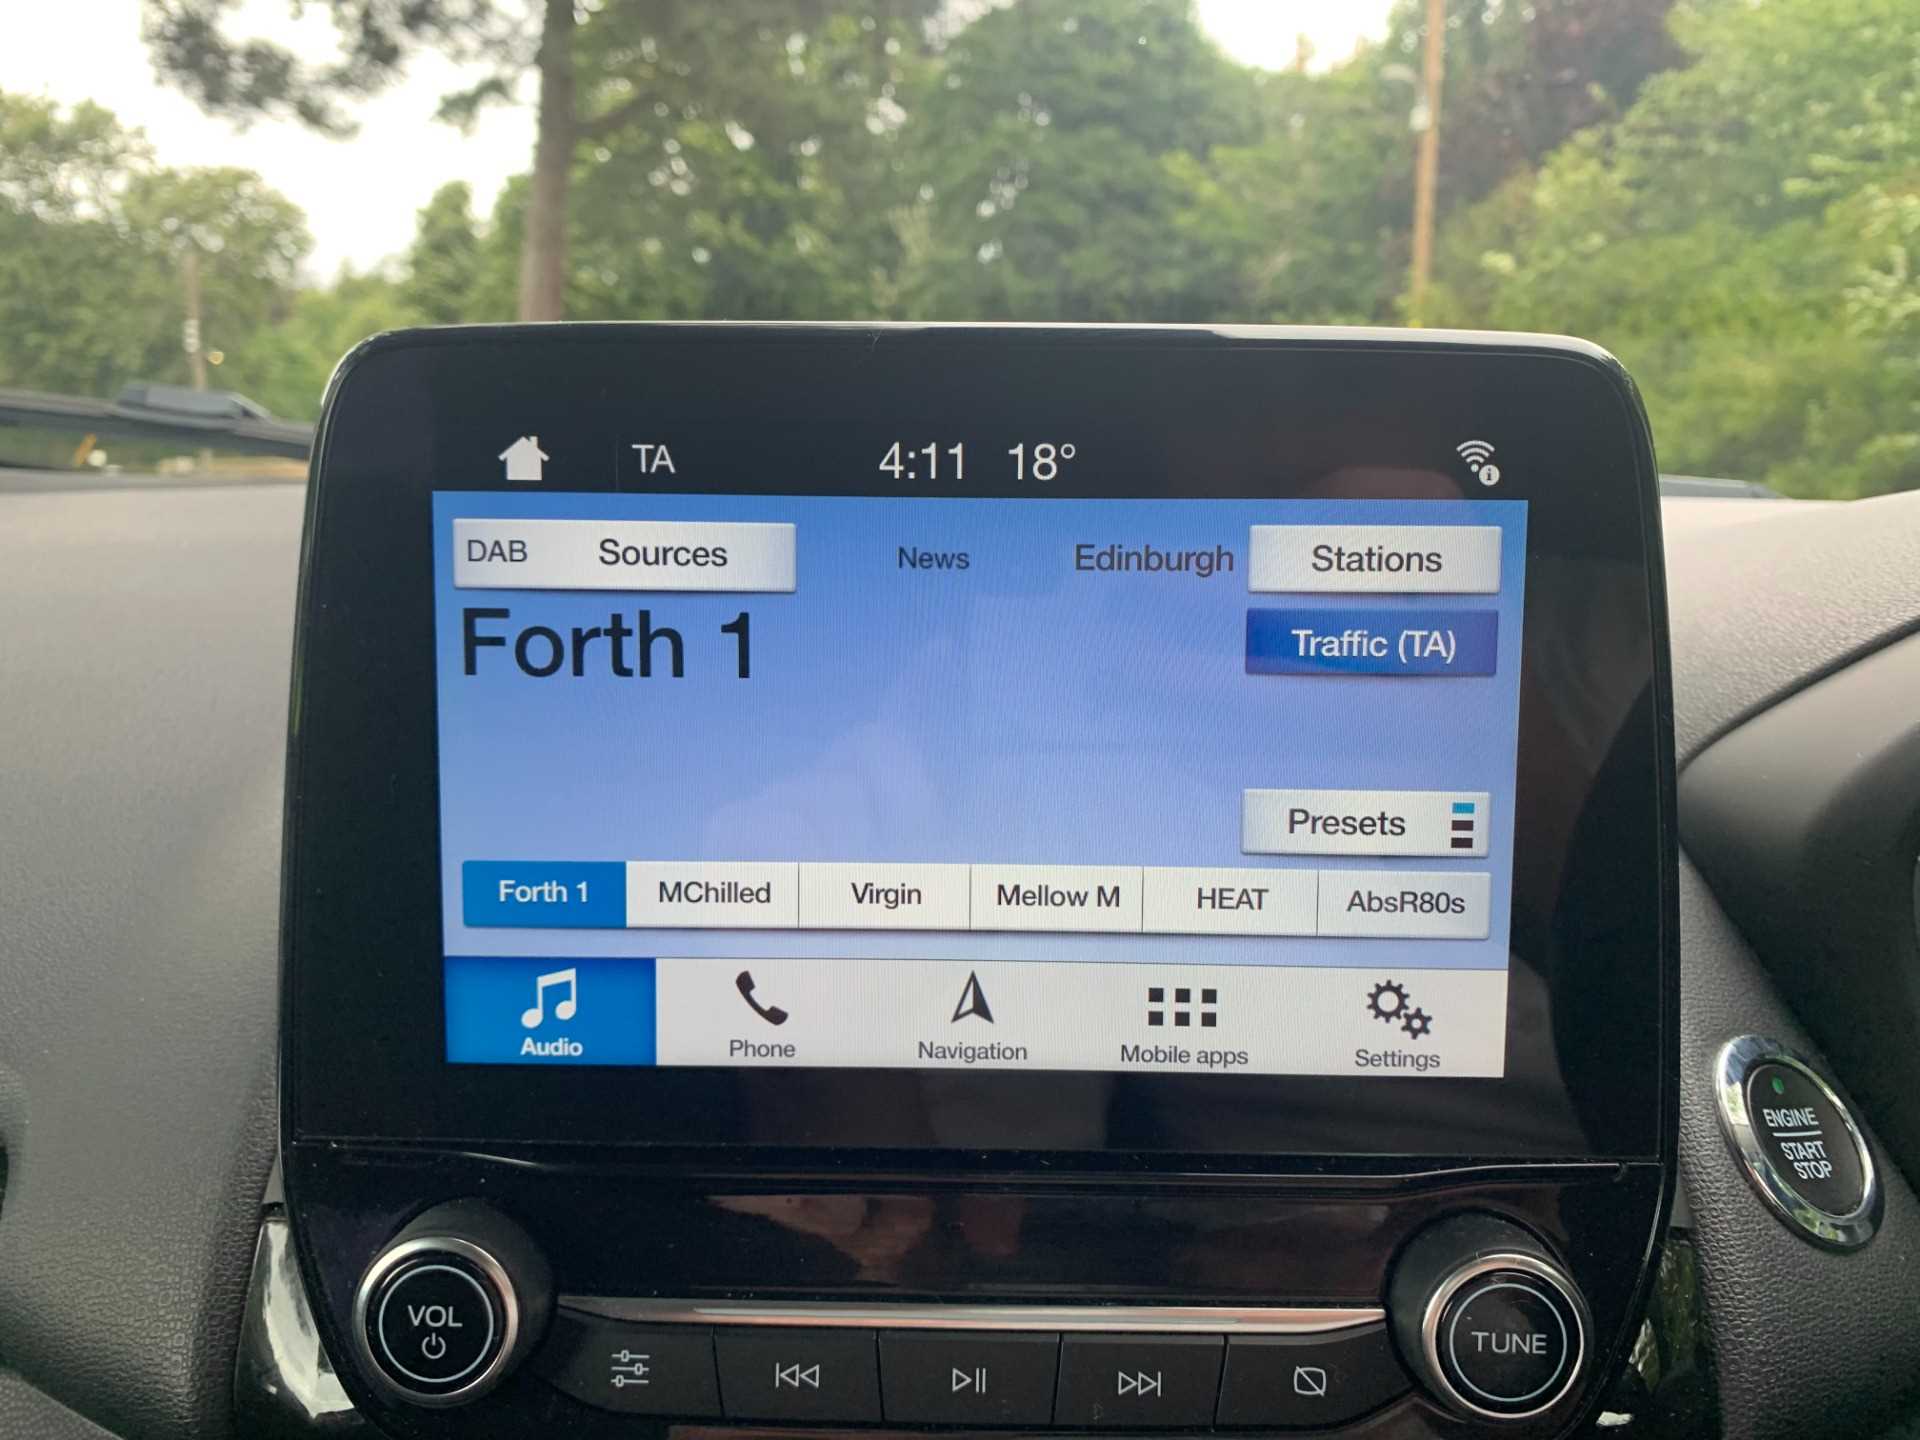 TA 4:11 18°
DAB Sources News Edinburgh Stations
Forth 1
Traffic (TA)
Presets
Forth 1 MChilled Virgin Mellow M HEAT AbsR80s
Audio Phone Navigation Mobile apps Settings
ENGINE
START
STOP
VOL
TUNE